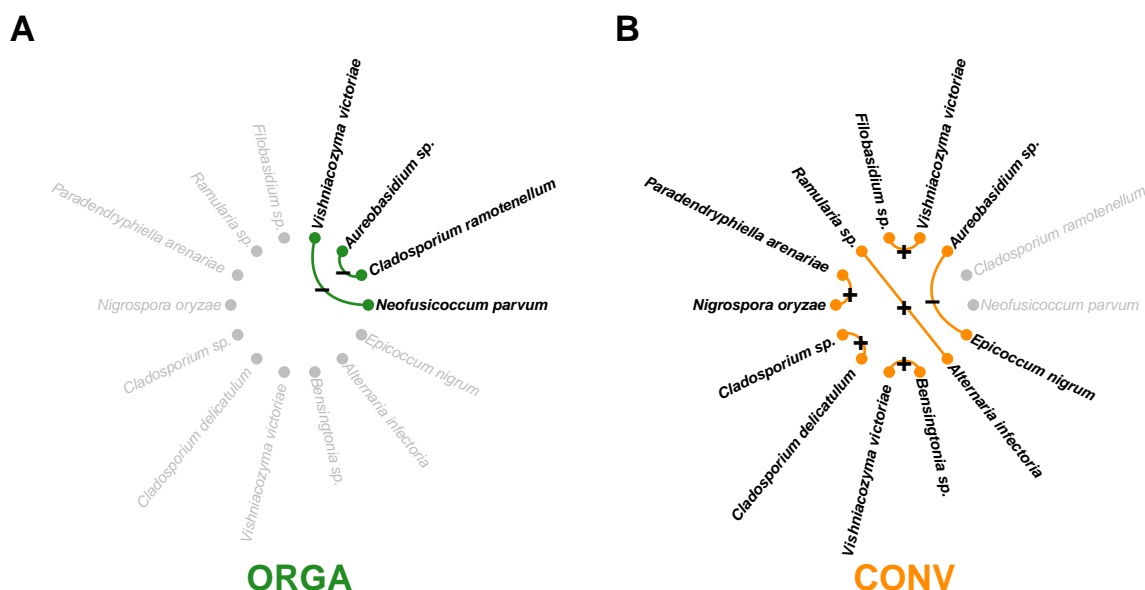 A
Vishniacozyma victoriae
Aureobasidium sp.
Cladosporium ramotenellum
Neofusicoccum parvum
Epicoccum nigrum
Alternaria infectoria
Bensingtonia sp.
Vishniacozyma victoriae
Cladosporium delicatulum
Cladosporium sp.
Nigrospora oryzae
Paradendryphiella arenariae
Ramularia sp.
Filobasidium sp.
−
−
ORGA
B
Vishniacozyma victoriae
Aureobasidium sp.
Cladosporium ramotenellum
Neofusicoccum parvum
Epicoccum nigrum
Alternaria infectoria
Bensingtonia sp.
Vishniacozyma victoriae
Cladosporium delicatulum
Cladosporium sp.
Nigrospora oryzae
Paradendryphiella arenariae
Ramularia sp.
Filobasidium sp.
+
+
−
+
+
+
CONV